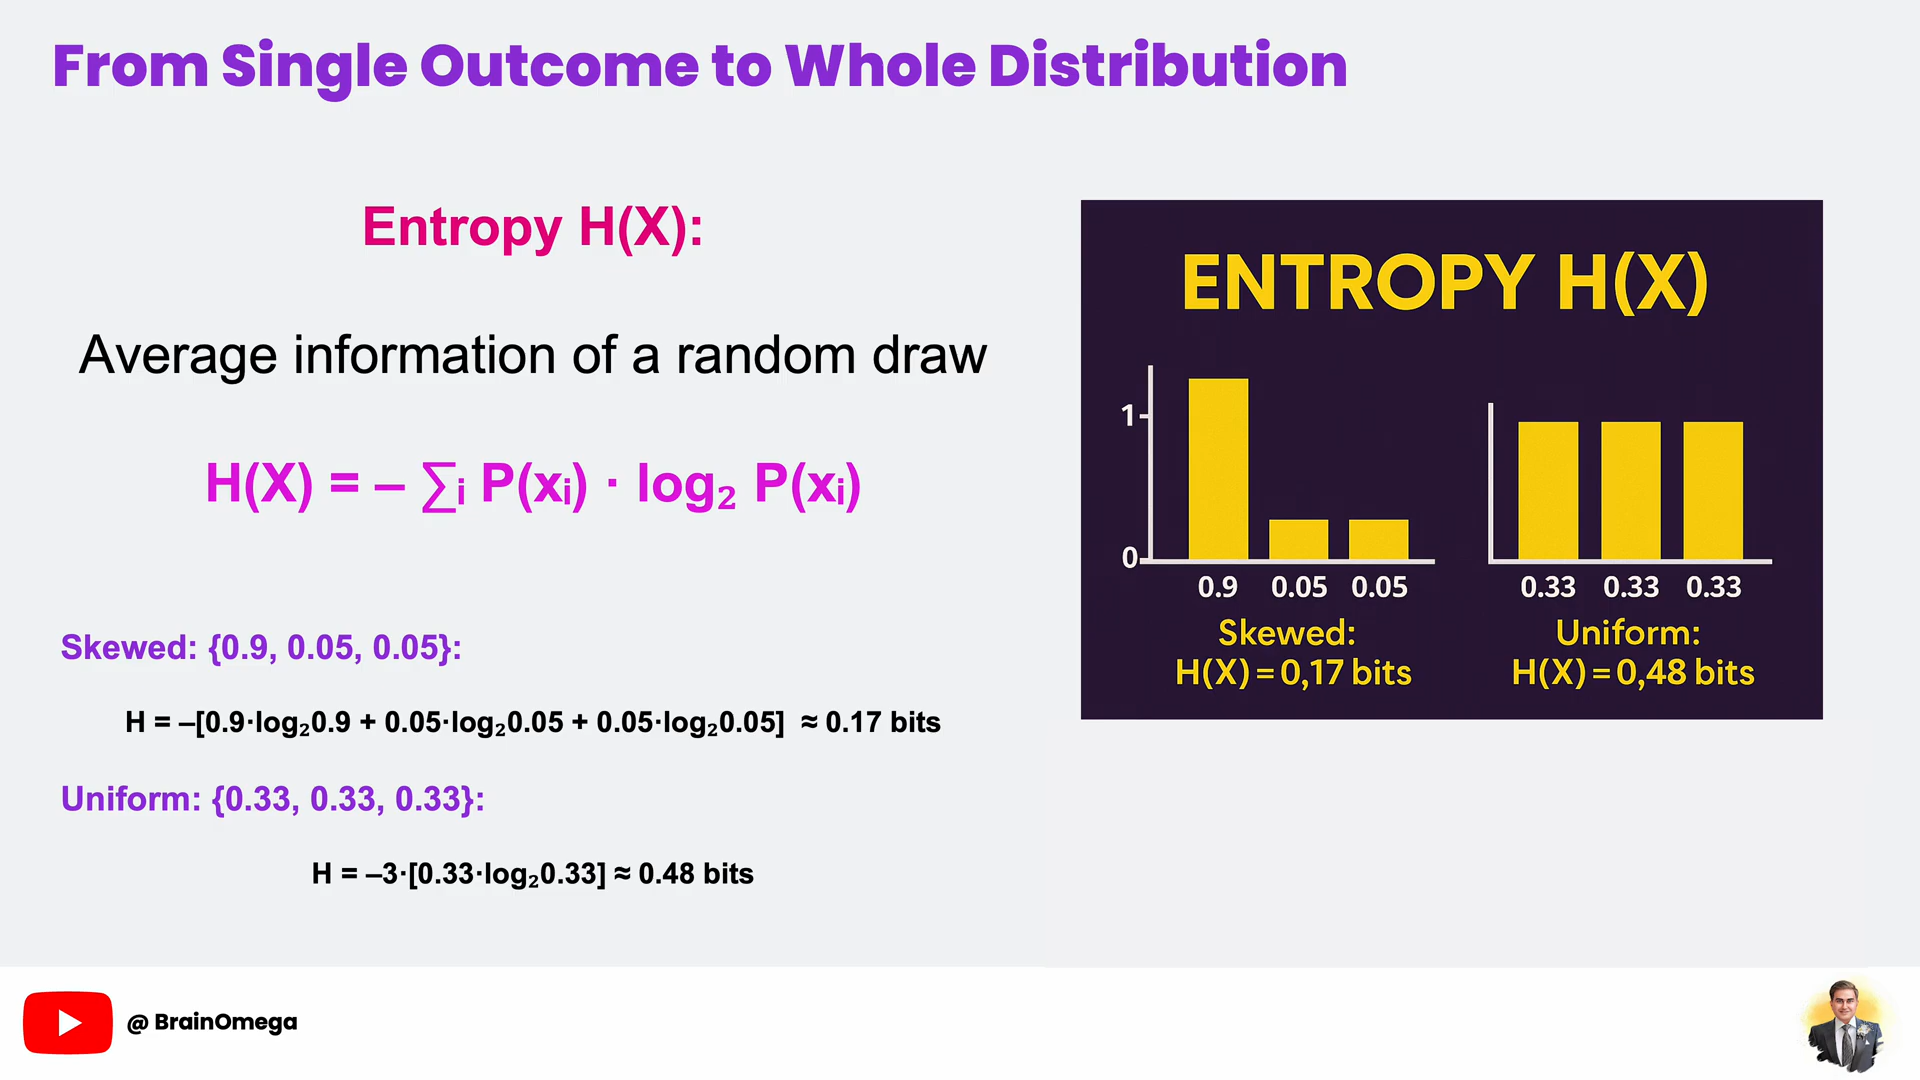 From Single Outcome to Whole Distribution
Entropy H(X):
Average information of a random draw
H(X) = – ∑ᵢ P(xᵢ) · log₂ P(xᵢ)
Skewed: {0.9, 0.05, 0.05}:
H = –[0.9·log₂0.9 + 0.05·log₂0.05 + 0.05·log₂0.05] ≈ 0.17 bits
Uniform: {0.33, 0.33, 0.33}:
H = –3·[0.33·log₂0.33] ≈ 0.48 bits
ENTROPY H(X)
1
0
0.9 0.05 0.05
Skewed:
H(X) = 0,17 bits
0.33 0.33 0.33
Uniform:
H(X) = 0,48 bits
@ BrainOmega